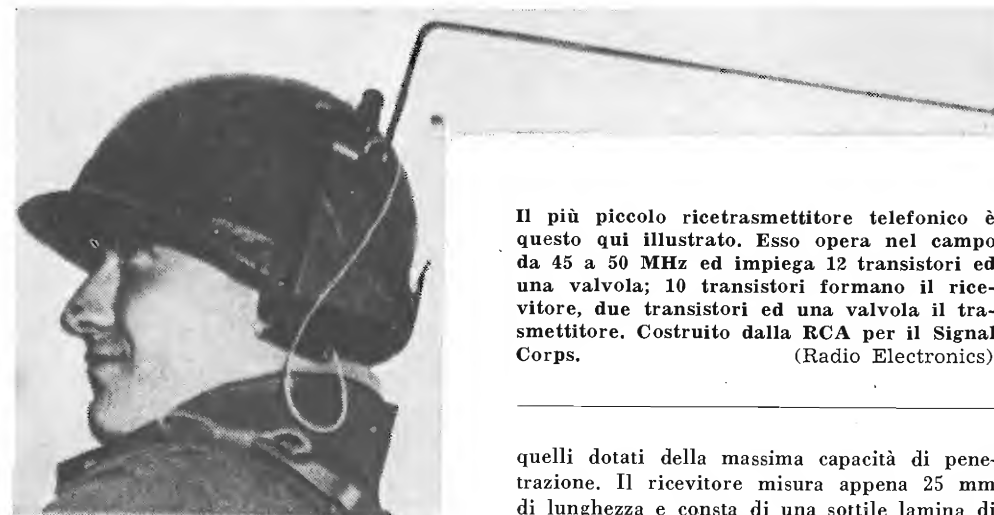 Il più piccolo ricetrasmettitore telefonico è
questo qui illustrato. Esso opera nel campo
da 45 a 50 MHz ed impiega 12 transistori ed
una valvola; 10 transistori formano il rice-
vitore, due transistori ed una valvola il tra-
smettitore. Costruito dalla RCA per il Signal
Corps. (Radio Electronics)
quelli dotati della massima capacità di pene-
trazione. Il ricevitore misura appena 25 mm
di lunghezza e consta di una sottile lamina di